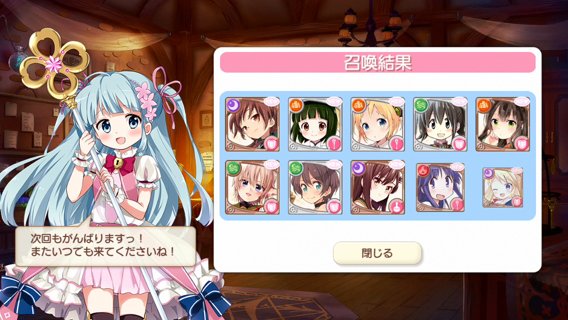 召喚結果
次回もがんばりますっ！
またいつでも来てくださいね！
閉じる